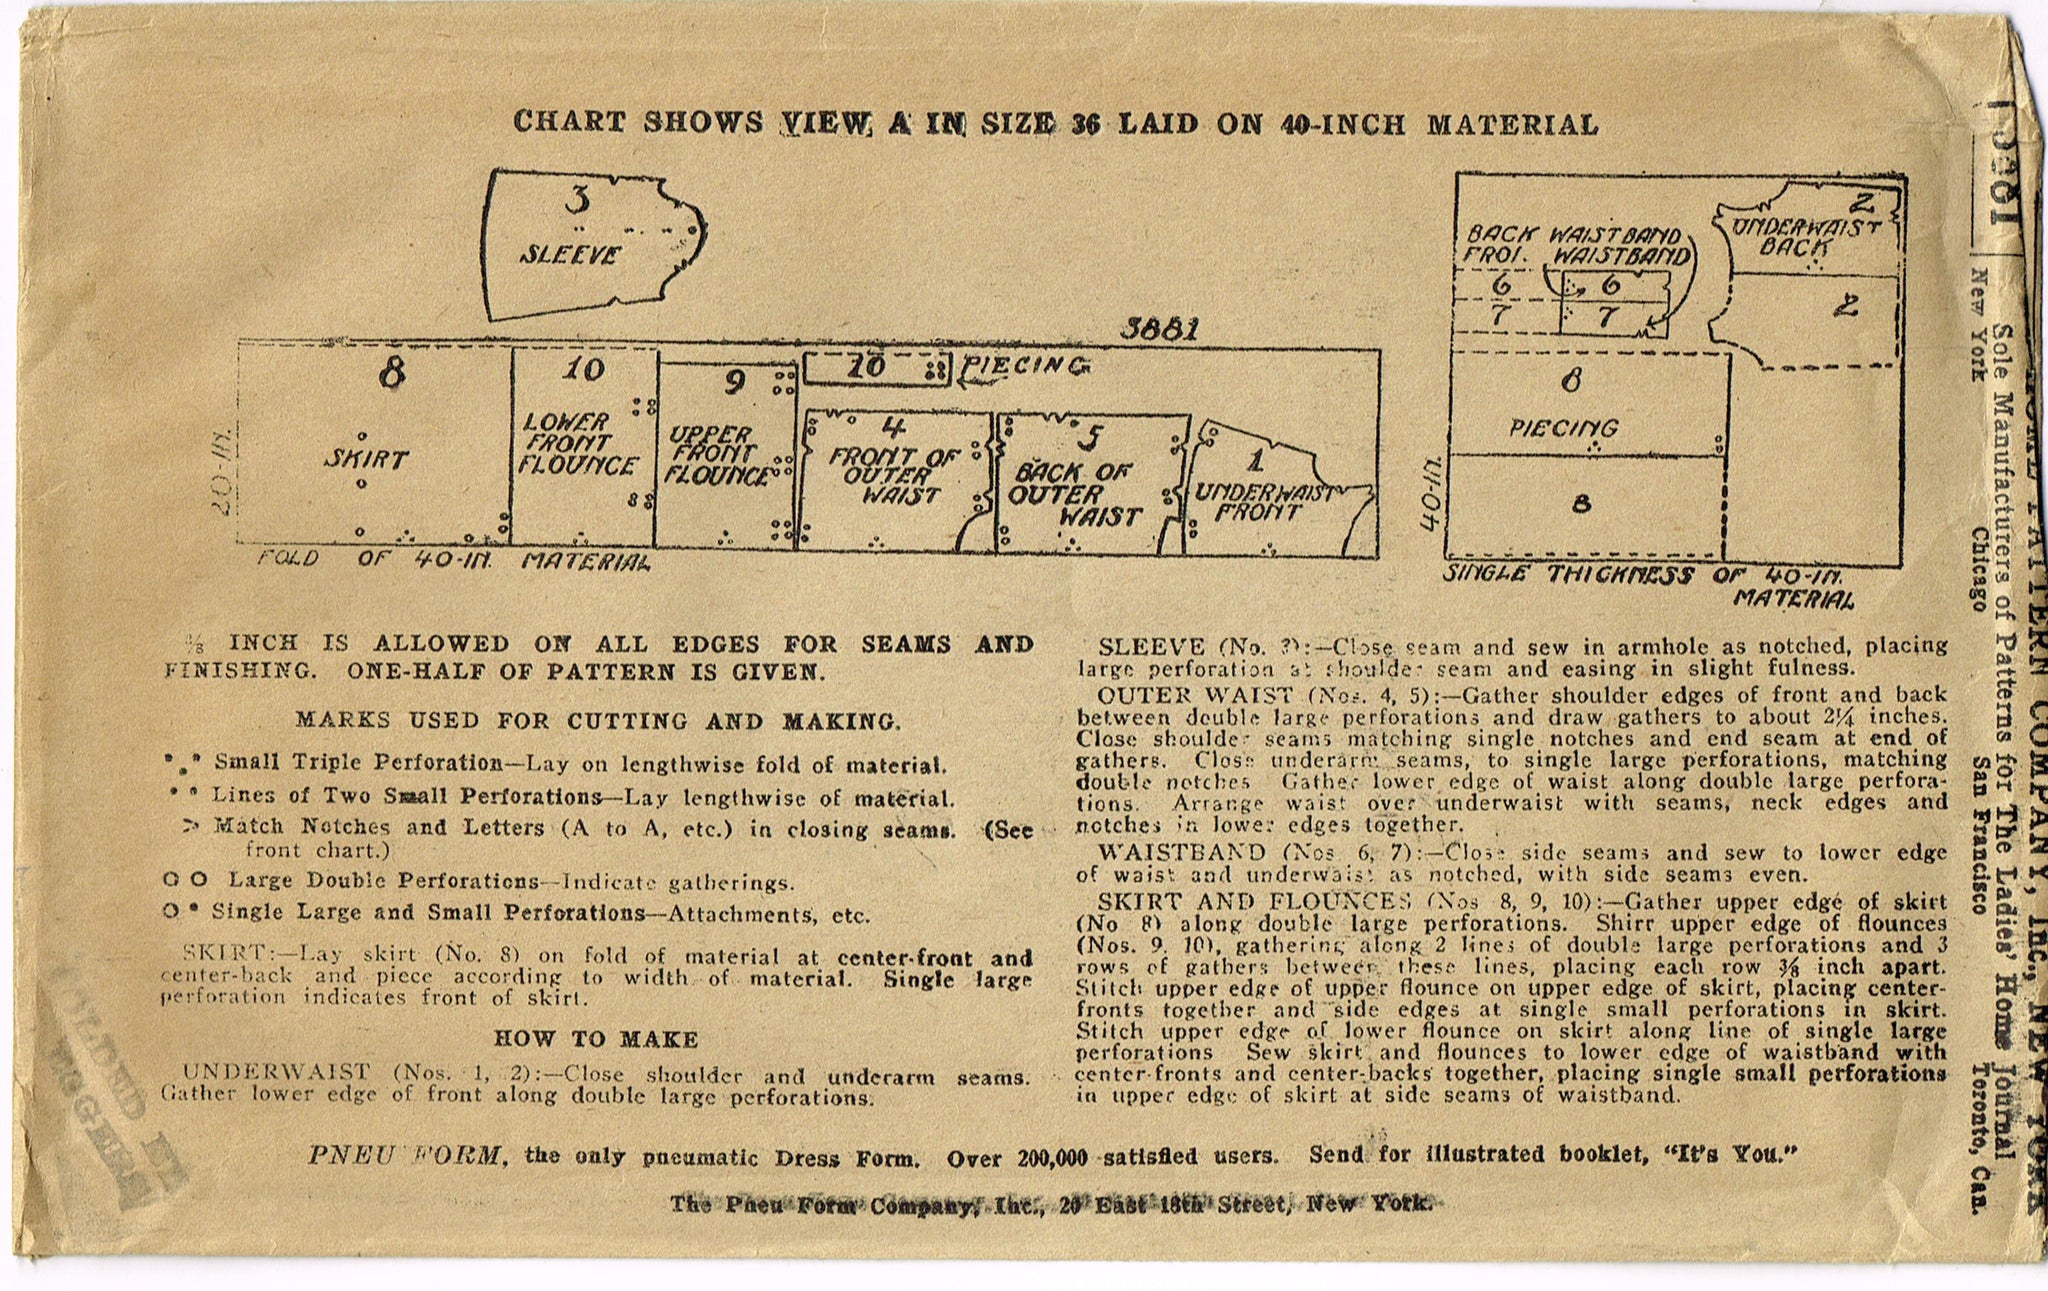 CHART SHOWS VIEW A IN SIZE 36 LAID ON 40-INCH MATERIAL
3
SLEEVE
3881
8
SKIRT
20-IN.
10
LOWER
FRONT
FLOUNCE
9
UPPER
FRONT
FLOUNCE
10
PIECING
4
FRONT OF
OUTER
WAIST
5
BACK OF
OUTER
WAIST
1
UNDERWAIST
FRONT
FOLD OF 40-IN. MATERIAL
BACK WAISTBAND
WAISTBAND
6 6
7 7
2
UNDERWAIST
BACK
2
8
PIECING
8
40-IN.
SINGLE THICKNESS OF 40-IN.
MATERIAL
INCH IS ALLOWED ON ALL EDGES FOR SEAMS AND
FINISHING. ONE-HALF OF PATTERN IS GIVEN.
MARKS USED FOR CUTTING AND MAKING.
Small Triple Perforation—Lay on lengthwise fold of material.
Lines of Two Small Perforations—Lay lengthwise of material.
> Match Notches and Letters (A to A, etc.) in closing seams. (See
front chart.)
O O Large Double Perforations—Indicate gatherings.
O • Single Large and Small Perforations—Attachments, etc.
SKIRT:—Lay skirt (No. 8) on fold of material at center-front and
center-back and piece according to width of material. Single large
perforation indicates front of skirt.
HOW TO MAKE
UNDERWAIST (Nos. 1, 2):—Close shoulder and underarm seams.
Gather lower edge of front along double large perforations.
SLEEVE (No. 3):—Close seam and sew in armhole as notched, placing
large perforation at shoulder seam and easing in slight fulness.
OUTER WAIST (Nos. 4, 5):—Gather shoulder edges of front and back
between double large perforations and draw gathers to about 2¼ inches.
Close shoulder seams matching single notches and end seam at end of
gathers. Close underarm seams, to single large perforations, matching
double notches Gather lower edge of waist along double large perfora-
tions. Arrange waist over underwaist with seams, neck edges and
notches in lower edges together.
WAISTBAND (Nos. 6, 7):—Close side seams and sew to lower edge
of waist and underwaist as notched, with side seams even.
SKIRT AND FLOUNCES (Nos 8, 9, 10):—Gather upper edge of skirt
(No 8) along double large perforations. Shirr upper edge of flounces
(Nos. 9. 10), gathering along 2 lines of double large perforations and 3
rows of gathers between these lines, placing each row ⅜ inch apart.
Stitch upper edge of upper flounce on upper edge of skirt, placing center-
fronts together and side edges at single small perforations in skirt.
Stitch upper edge of lower flounce on skirt along line of single large
perforations Sew skirt and flounces to lower edge of waistband with
center-fronts and center-backs together, placing single small perforations
in upper edge of skirt at side seams of waistband.
PNEU FORM, the only pneumatic Dress Form. Over 200,000 satisfied users. Send for illustrated booklet, "It's You."
The Pneu Form Company, Inc., 20 East 18th Street, New York.
3881
PATTERN COMPANY, Inc., NEW YORK
Sole Manufacturers of Patterns for The Ladies' Home Journal
New York Chicago San Francisco Toronto, Can.